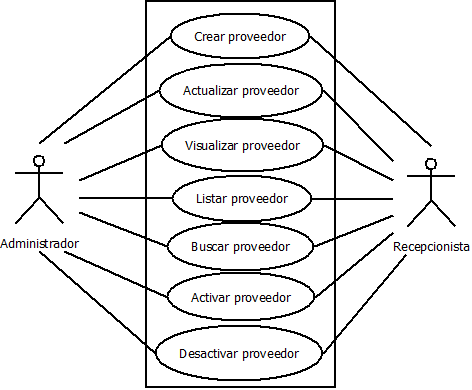 Crear proveedor
Actualizar proveedor
Visualizar proveedor
Listar proveedor
Administrador
Buscar proveedor
Recepcionista
Activar proveedor
Desactivar proveedor